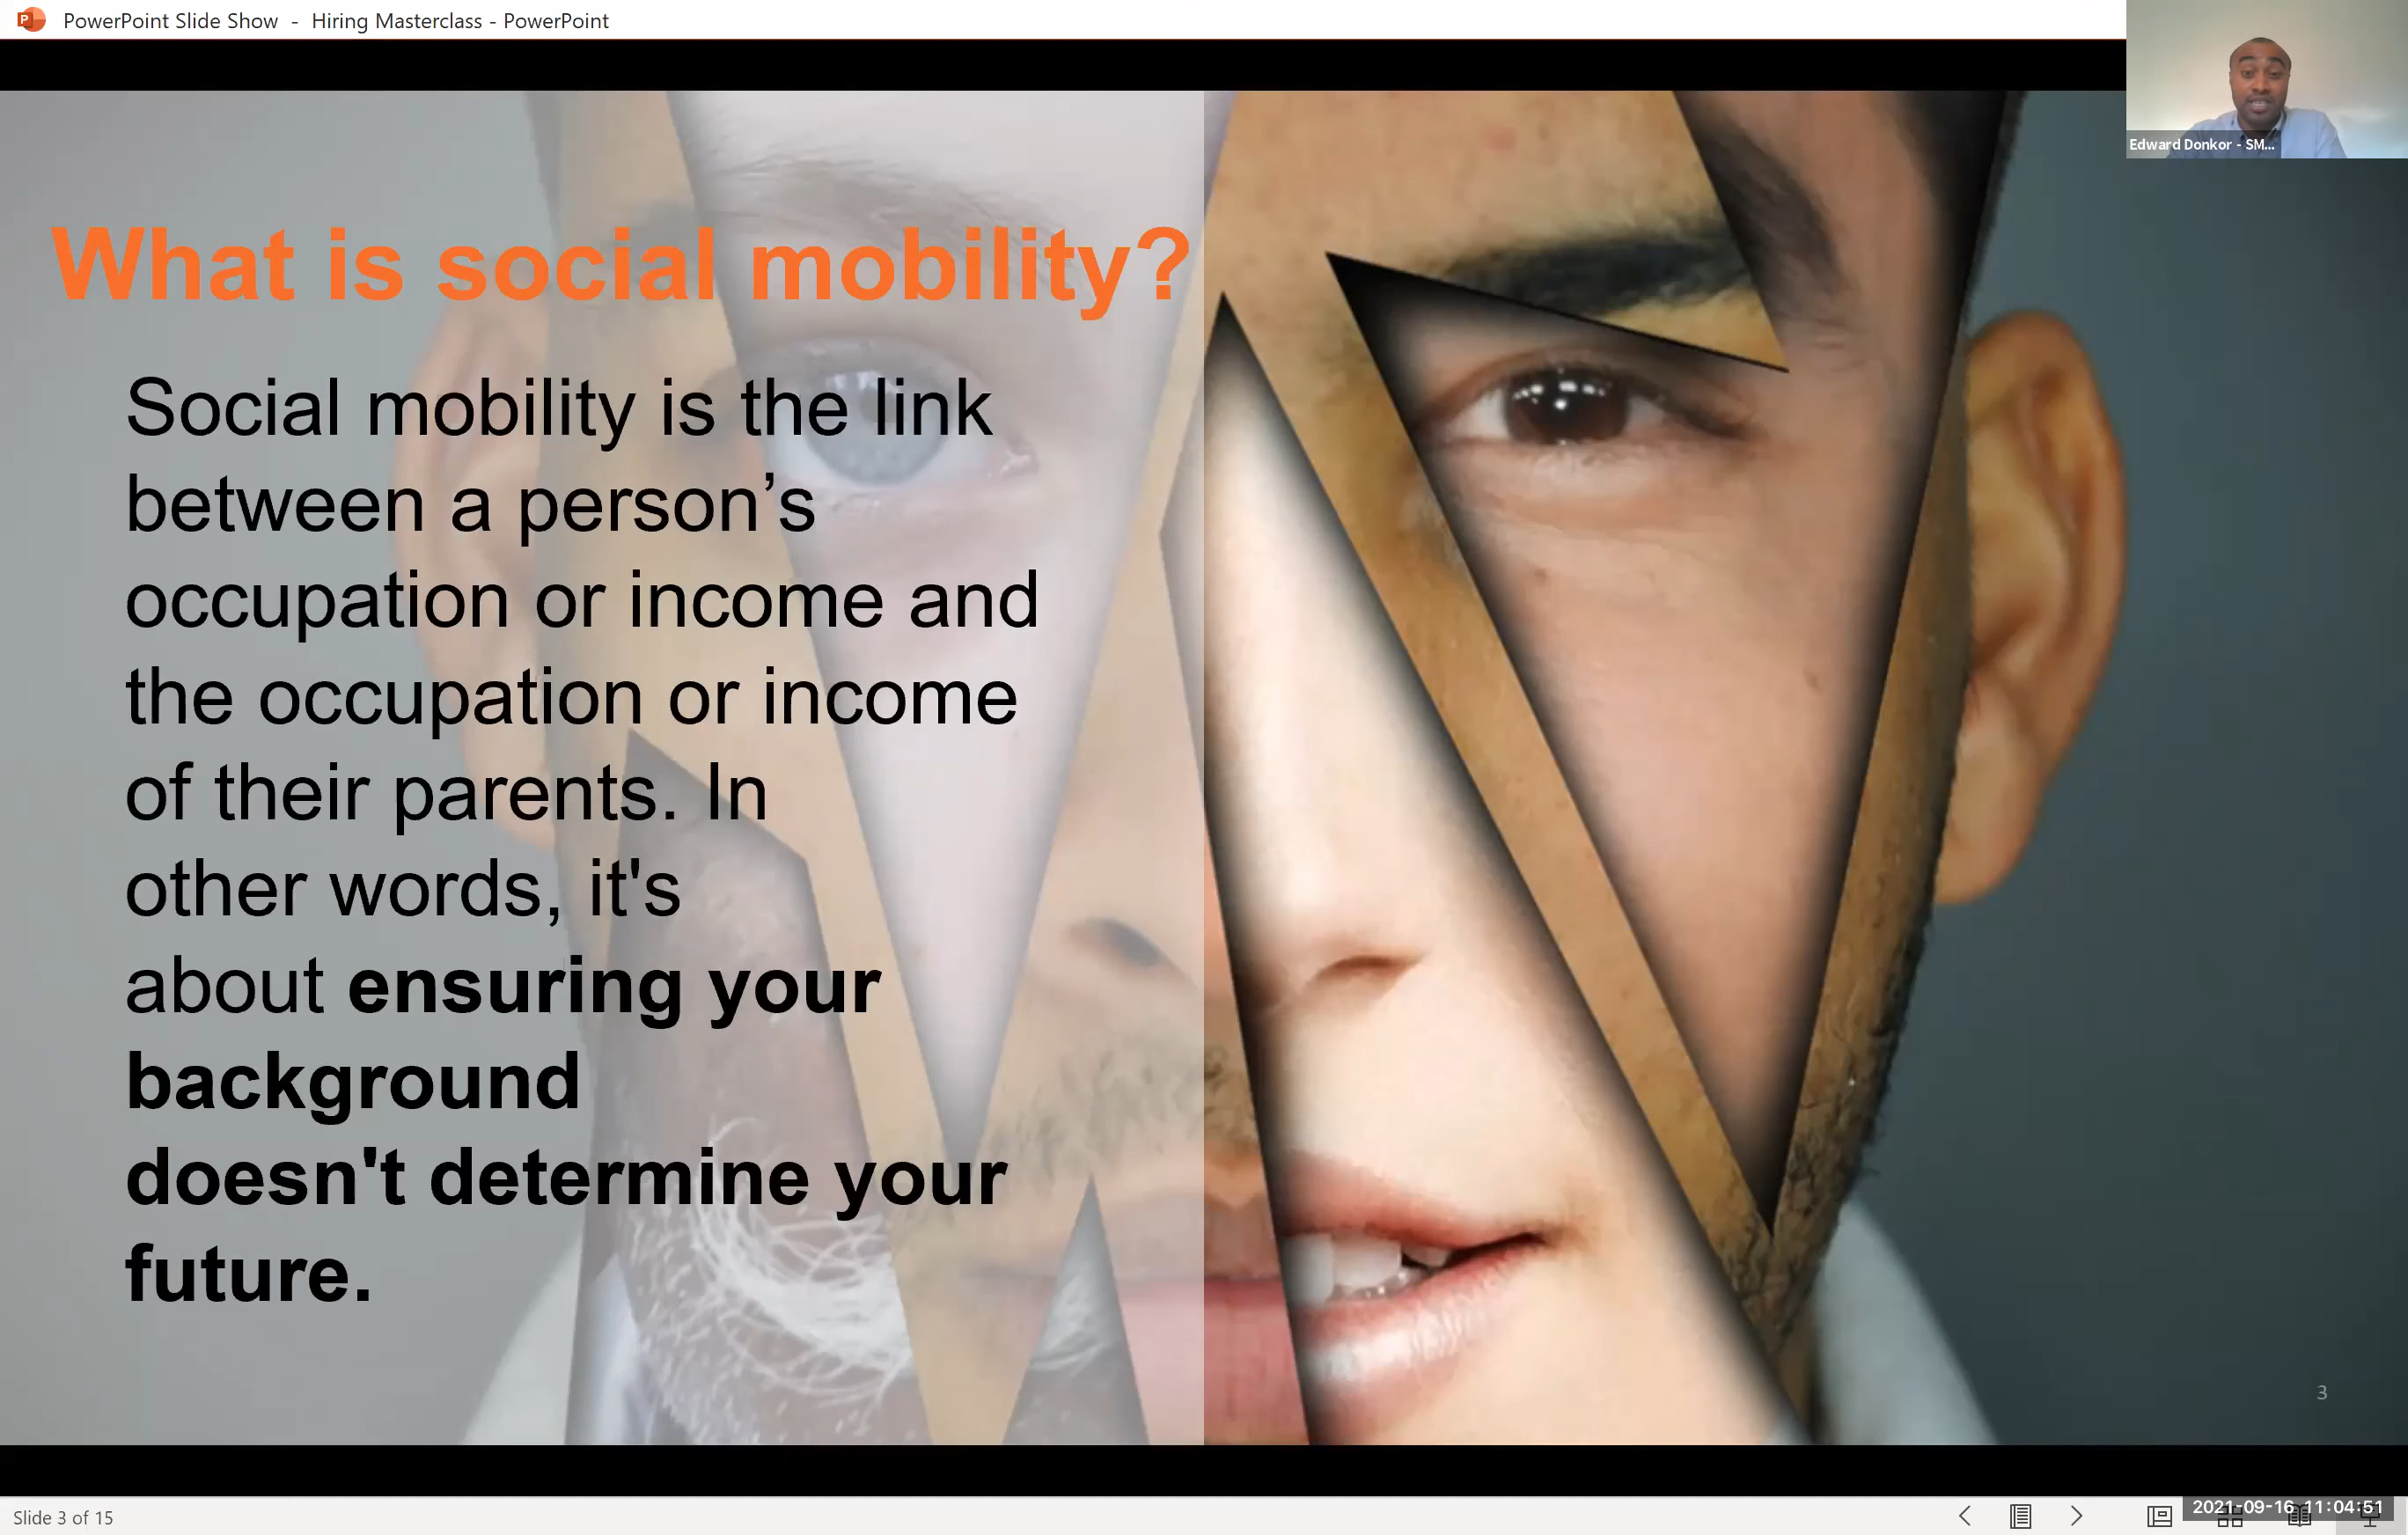 PowerPoint Slide Show - Hiring Masterclass - PowerPoint
Edward Donkor - SM...
What is social mobility?
Social mobility is the link
between a person’s
occupation or income and
the occupation or income
of their parents. In
other words, it's
about ensuring your
background
doesn't determine your
future.
3
Slide 3 of 15
2021-09-16 11:04:51